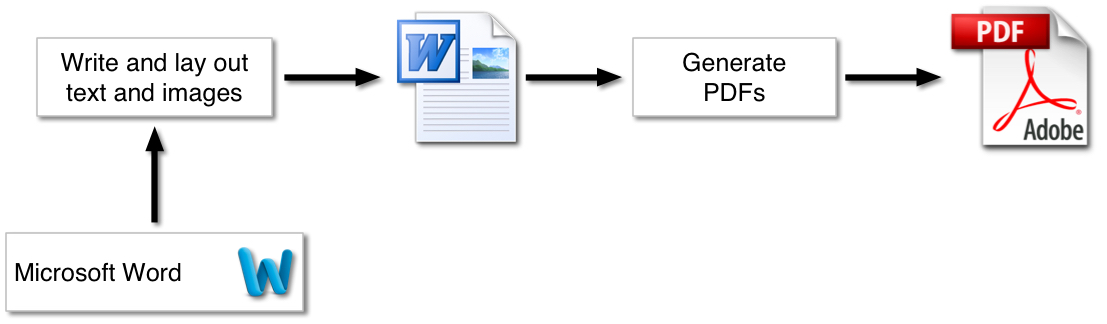 Write and lay out
text and images
W
Generate
PDFs
PDF
Adobe
Microsoft Word
W